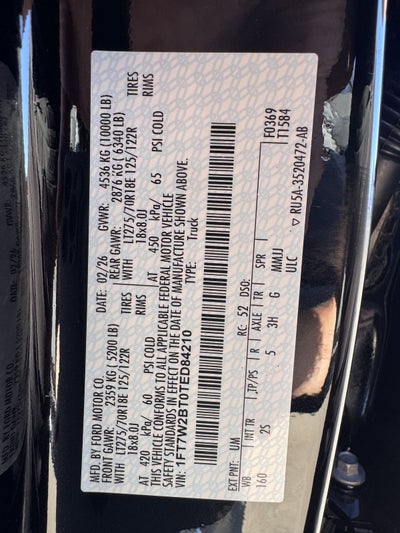 MFD. BY FORD MOTOR CO. DATE: 02/26 GVWR: 4536 KG (10000 LB)
FRONT GAWR: 2359 KG (5200 LB) REAR GAWR: 2876 KG (6340 LB)
WITH LT275/70R18E 125/122R TIRES WITH LT275/70R18E 125/122R TIRES
18x8.0J RIMS 18x8.0J RIMS
AT 420 kPa/ 60 PSI COLD AT 450 kPa/ 65 PSI COLD
THIS VEHICLE CONFORMS TO ALL APPLICABLE FEDERAL MOTOR VEHICLE
SAFETY STANDARDS IN EFFECT ON THE DATE OF MANUFACTURE SHOWN ABOVE.
VIN: 1FT7W2BT0TED84210 Truck
F0369
T1584
EXT PNT: UM RC: 52 DSO:
WB INT TR TP/PS R AXLE TR SPR
160 2S 5 3H G MMJJ
ULC
RU5A-3520472-AB